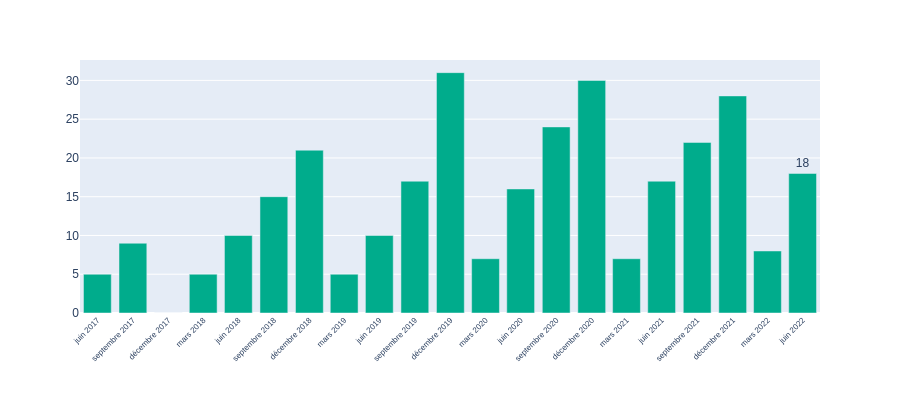 30
25
20
15
10
5
0
18
juin 2017
septembre 2017
décembre 2017
mars 2018
juin 2018
septembre 2018
décembre 2018
mars 2019
juin 2019
septembre 2019
décembre 2019
mars 2020
juin 2020
septembre 2020
décembre 2020
mars 2021
juin 2021
septembre 2021
décembre 2021
mars 2022
juin 2022